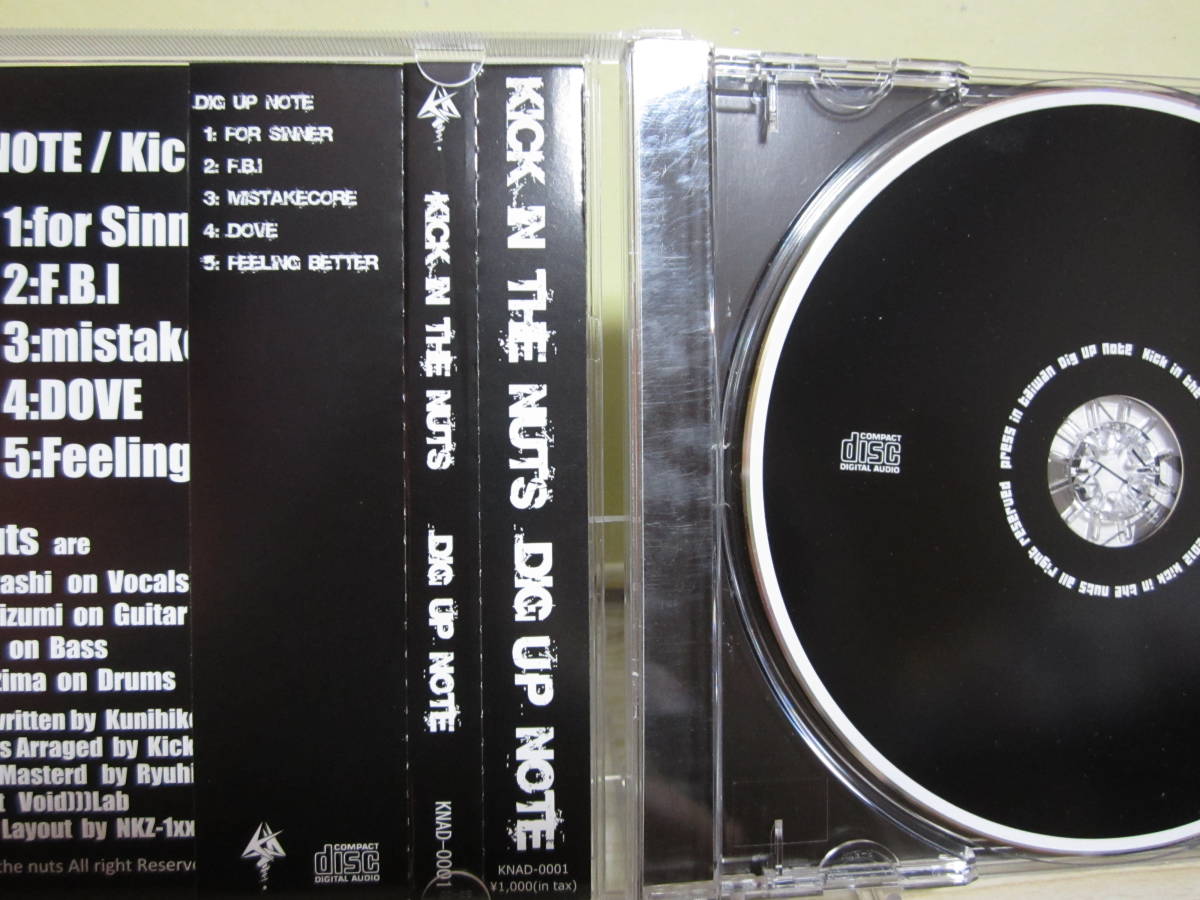 NOTE / Kic
1:for Sinn
2:F.B.I
3:mistak
4:DOVE
5:Feeling
uts are
ashi on Vocals
izumi on Guitar
on Bass
zima on Drums
written by Kunihik
s Arraged by Kick
Masterd by Ryuhi
t Void)))Lab
Layout by NKZ-1xx
the nuts All right Reserve
DIG UP NOTE
1: FOR SINNER
2: F.B.I
3: MISTAKECORE
4: DOVE
5: FEELING BETTER
COMPACT
disc
DIGITAL AUDIO
KICK IN THE NUTS DIG UP NOTE
KNAD-0001
KICK IN THE NUTS DIG UP NOTE
KNAD-0001
¥1,000(in tax)
COMPACT
disc
DIGITAL AUDIO
kick in the nuts all right reserved press in taiwan Dig up Note Kick in the